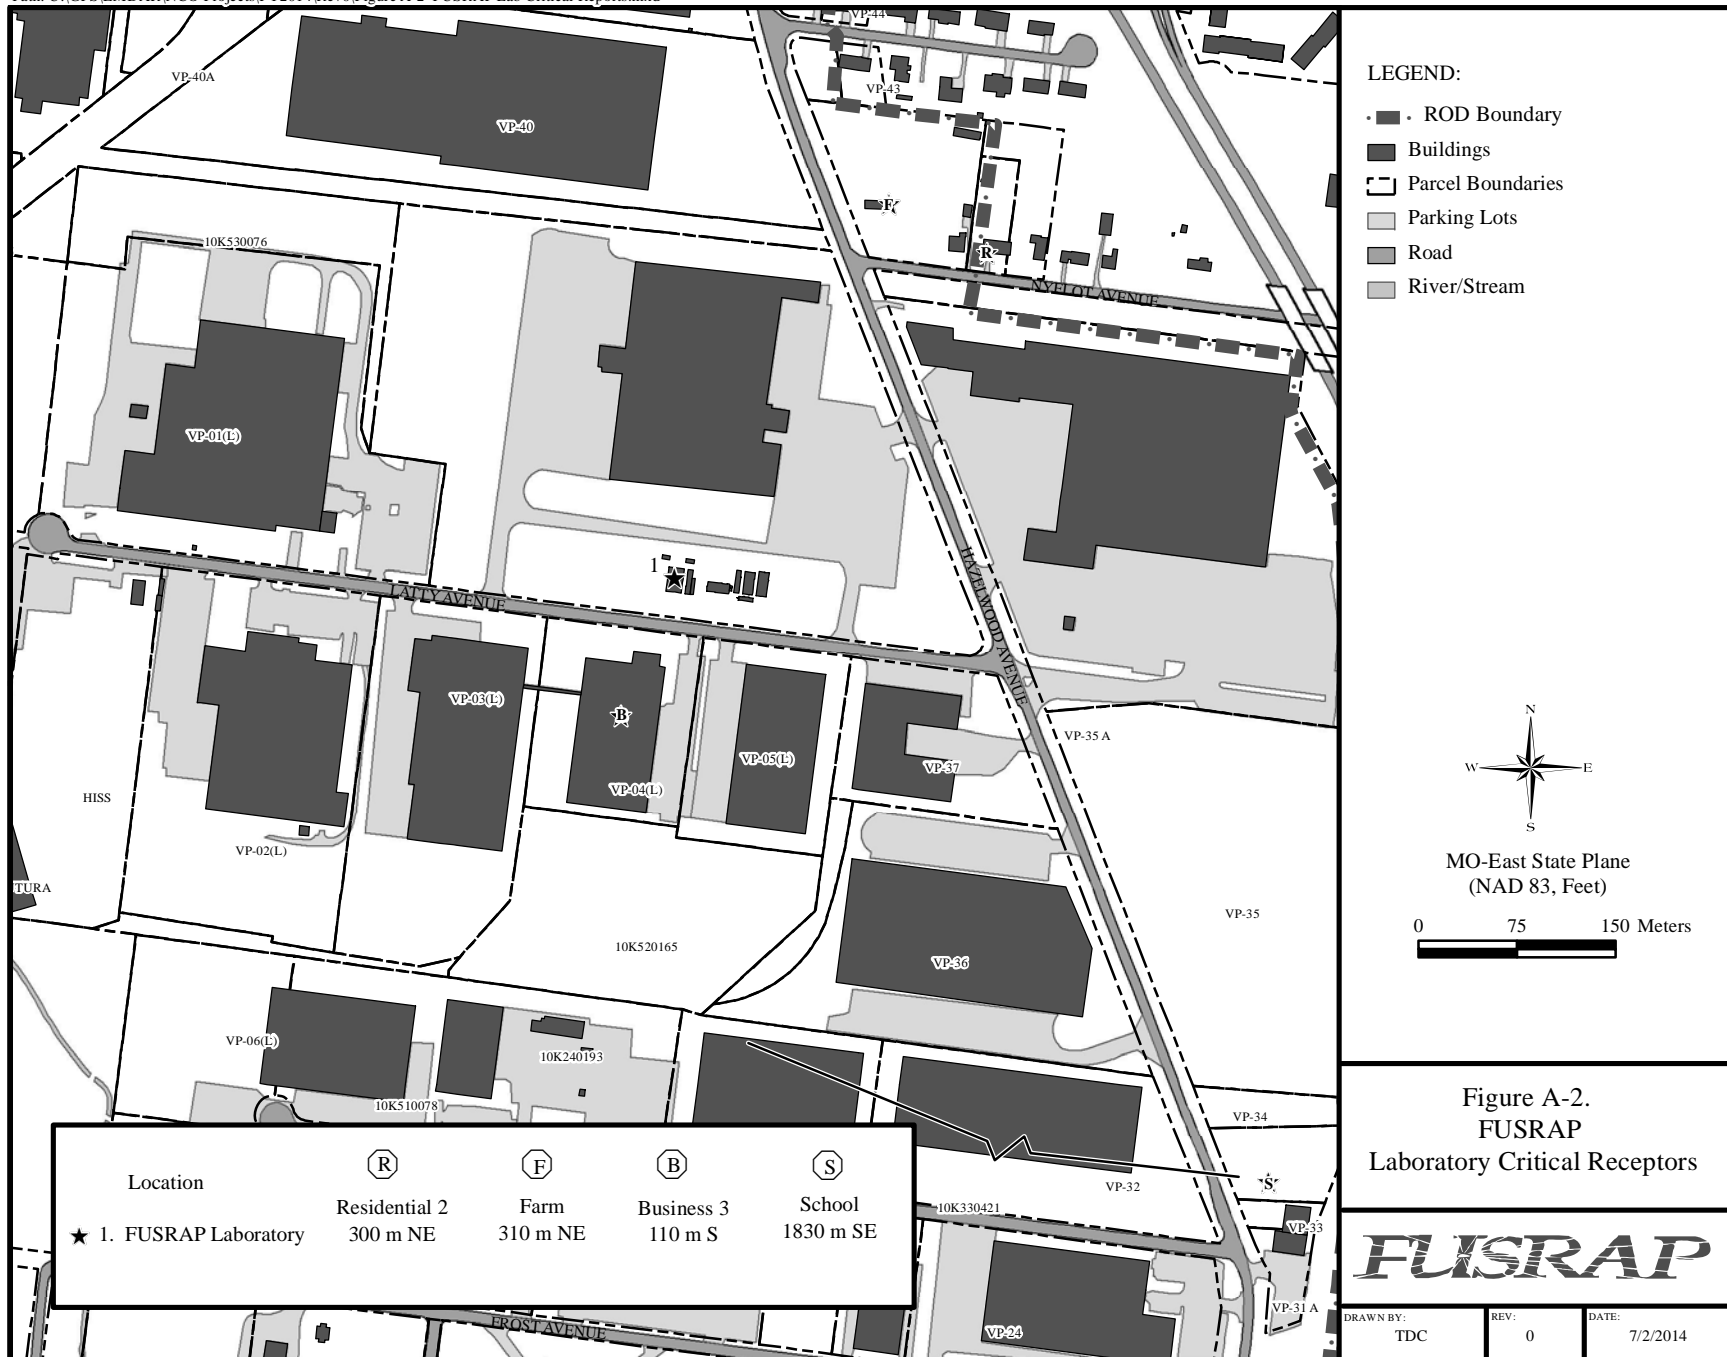 VP-44
VP-40A
VP-43
VP-40
F
10K530076
R
NYFLOT AVENUE
VP-01(L)
HAZELWOOD AVENUE
1
LATTY AVENUE
VP-03(L)
B
VP-35 A
VP-05(L)
VP-37
VP-04(L)
HISS
VP-02(L)
TURA
VP-35
10K520165
VP-36
VP-06(L)
10K240193
10K510078
VP-34
VP-32
S
10K330421
VP-33
VP-31 A
FROST AVENUE
VP-24
Location
R
F
B
S
Residential 2
Farm
Business 3
School
1. FUSRAP Laboratory
300 m NE
310 m NE
110 m S
1830 m SE
LEGEND:
ROD Boundary
Buildings
Parcel Boundaries
Parking Lots
Road
River/Stream
N
W
E
S
MO-East State Plane
(NAD 83, Feet)
0 75 150 Meters
Figure A-2.
FUSRAP
Laboratory Critical Receptors
FUSRAP
DRAWN BY:
TDC
REV:
0
DATE:
7/2/2014